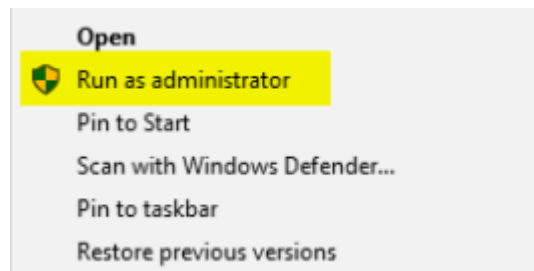 Open
Run as administrator
Pin to Start
Scan with Windows Defender...
Pin to taskbar
Restore previous versions